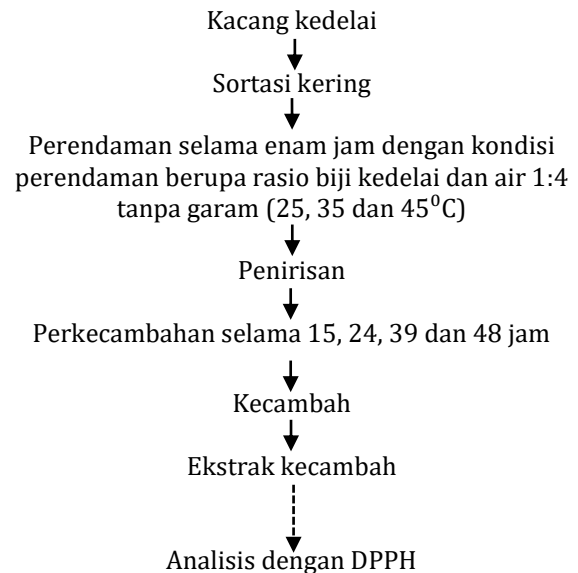 Kacang kedelai
Sortasi kering
Perendaman selama enam jam dengan kondisi
perendaman berupa rasio biji kedelai dan air 1:4
tanpa garam (25, 35 dan 45⁰C)
Penirisan
Perkecambahan selama 15, 24, 39 dan 48 jam
Kecambah
Ekstrak kecambah
Analisis dengan DPPH